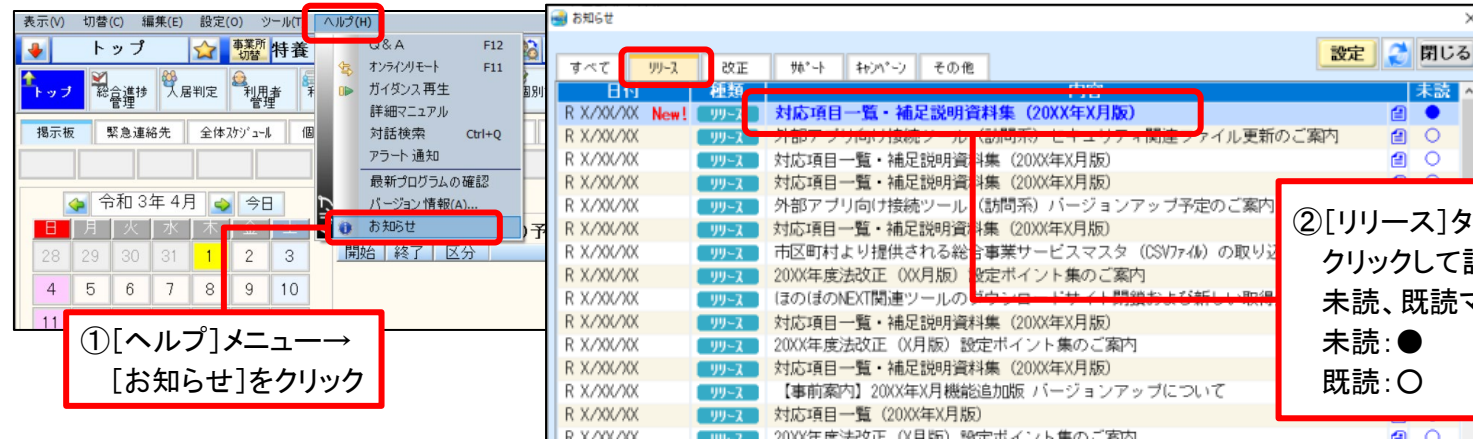 表示(V) 切替(C) 編集(E) 設定(O) ツール(T) ヘルプ(H)
トップ 事業所切替 特養
トップ 総合進捗管理 入居判定 利用者管理
掲示板 緊急連絡先 全体スケジュール 個
令和3年4月 今日
日 月 火 水 木 金 土
28 29 30 31 1 2 3
4 5 6 7 8 9 10
11
Q&A F12
オンラインリモート F11
ガイダンス再生
詳細マニュアル
対話検索 Ctrl+Q
アラート通知
最新プログラムの確認
バージョン情報(A)...
お知らせ
開始 終了 区分
①[ヘルプ]メニュー→
[お知らせ]をクリック
お知らせ
設定 閉じる
すべて リリース 改正 サポート キャンペーン その他
日付 種類 内容 未読
R X/XX/XX New! リリース 対応項目一覧・補足説明資料集（20XX年X月版） ●
R X/XX/XX リリース 外部アプリ向け接続ツール（訪問系）セキュリティ関連ファイル更新のご案内 ○
R X/XX/XX リリース 対応項目一覧・補足説明資料集（20XX年X月版） ○
R X/XX/XX リリース 対応項目一覧・補足説明資料集（20XX年X月版）
R X/XX/XX リリース 外部アプリ向け接続ツール（訪問系）バージョンアップ予定のご案内
R X/XX/XX リリース 対応項目一覧・補足説明資料集（20XX年X月版）
R X/XX/XX リリース 市区町村より提供される総合事業サービスマスタ（CSVファイル）の取り込
R X/XX/XX リリース 20XX年度法改正（XX月版）設定ポイント集のご案内
R X/XX/XX リリース ほのぼのNEXT関連ツールのダウンロードサイト閉鎖および新しい取得
R X/XX/XX リリース 対応項目一覧・補足説明資料集（20XX年X月版）
R X/XX/XX リリース 20XX年度法改正（X月版）設定ポイント集のご案内
R X/XX/XX リリース 対応項目一覧・補足説明資料集（20XX年X月版）
R X/XX/XX リリース 【事前案内】20XX年X月機能追加版 バージョンアップについて
R X/XX/XX リリース 対応項目一覧（20XX年X月版）
R X/XX/XX リリース 20XX年度法改正（X月版）設定ポイント集のご案内 ○
②[リリース]タ
クリックして
未読、既読マ
未読：●
既読：○